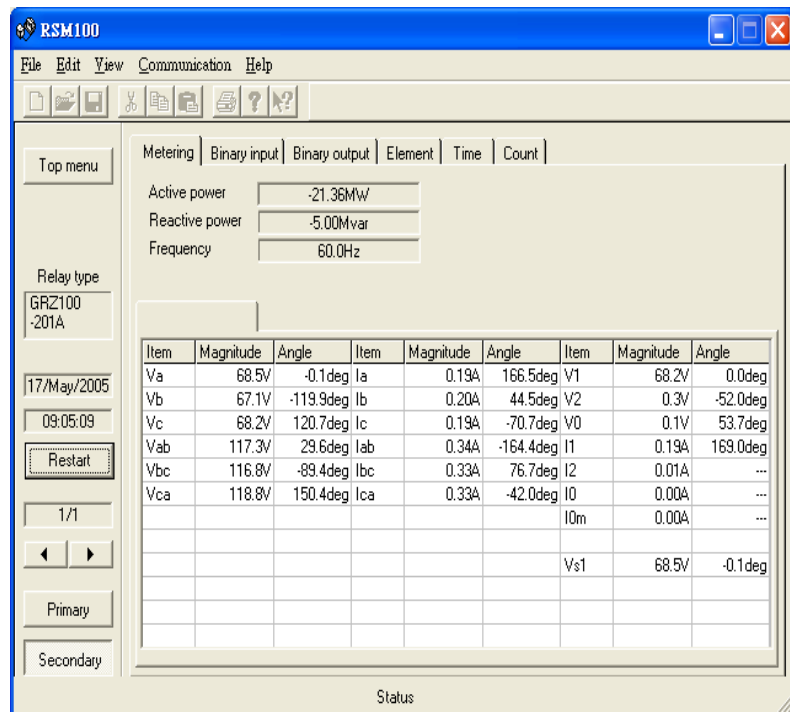 RSM100
File Edit View Communication Help
Top menu
Relay type
GRZ100
-201A
17/May/2005
09:05:09
Restart
1/1
Primary
Secondary
Metering Binary input Binary output Element Time Count
Active power -21.36MW
Reactive power -5.00Mvar
Frequency 60.0Hz
Item Magnitude Angle Item Magnitude Angle Item Magnitude Angle
Va 68.5V -0.1deg Ia 0.19A 166.5deg V1 68.2V 0.0deg
Vb 67.1V -119.9deg Ib 0.20A 44.5deg V2 0.3V -52.0deg
Vc 68.2V 120.7deg Ic 0.19A -70.7deg V0 0.1V 53.7deg
Vab 117.3V 29.6deg Iab 0.34A -164.4deg I1 0.19A 169.0deg
Vbc 116.8V -89.4deg Ibc 0.33A 76.7deg I2 0.01A ---
Vca 118.8V 150.4deg Ica 0.33A -42.0deg I0 0.00A ---
I0m 0.00A ---
Vs1 68.5V -0.1deg
Status